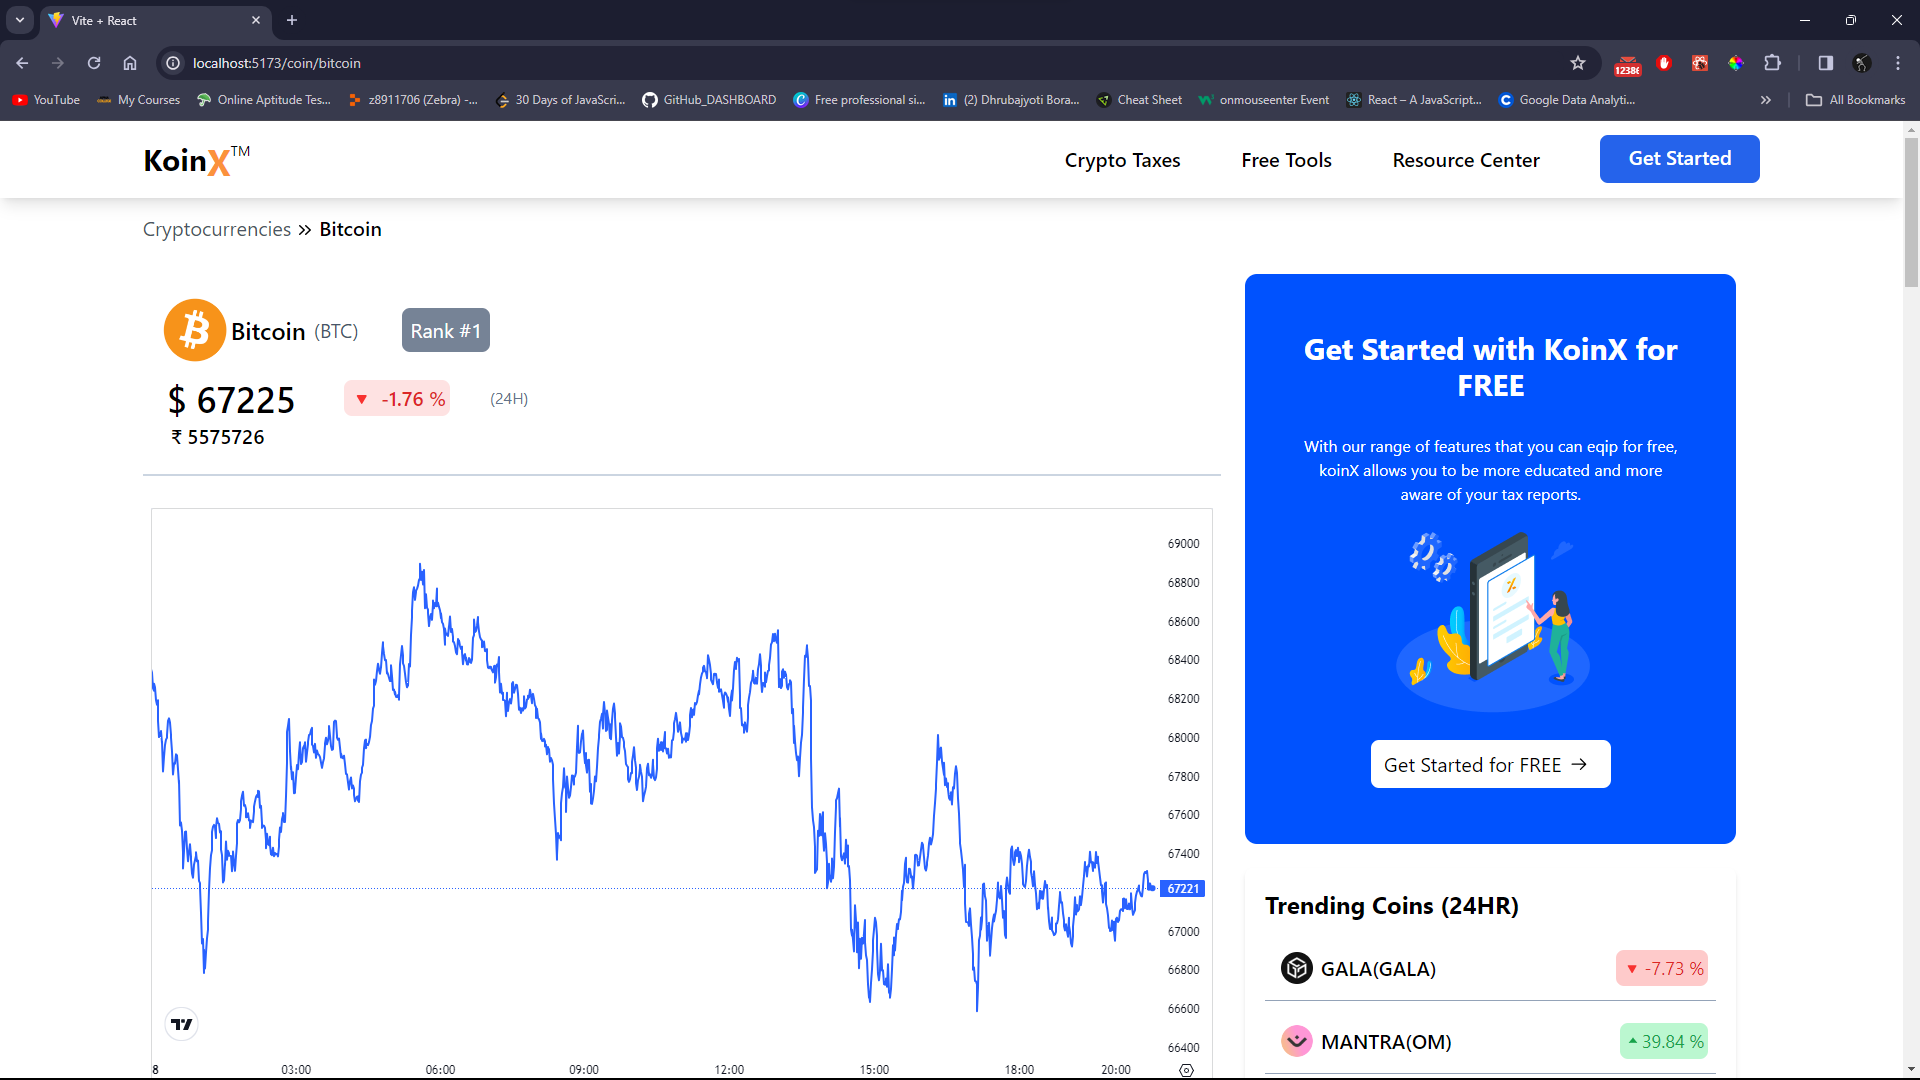 Vite + React
localhost:5173/coin/bitcoin
12386
YouTube My Courses Online Aptitude Tes... z8911706 (Zebra) -... 30 Days of JavaScri... GitHub_DASHBOARD Free professional si... (2) Dhrubajyoti Bora... Cheat Sheet onmouseenter Event React – A JavaScript... Google Data Analyti... » All Bookmarks
KoinX™ Crypto Taxes Free Tools Resource Center Get Started
Cryptocurrencies » Bitcoin
Bitcoin (BTC) Rank #1
$ 67225 ▼ -1.76 % (24H)
₹ 5575726
69000
68800
68600
68400
68200
68000
67800
67600
67400
67221
67000
66800
66600
66400
8 03:00 06:00 09:00 12:00 15:00 18:00 20:00
Get Started with KoinX for
FREE
With our range of features that you can eqip for free,
koinX allows you to be more educated and more
aware of your tax reports.
Get Started for FREE →
Trending Coins (24HR)
GALA(GALA) ▼ -7.73 %
MANTRA(OM) ▲ 39.84 %